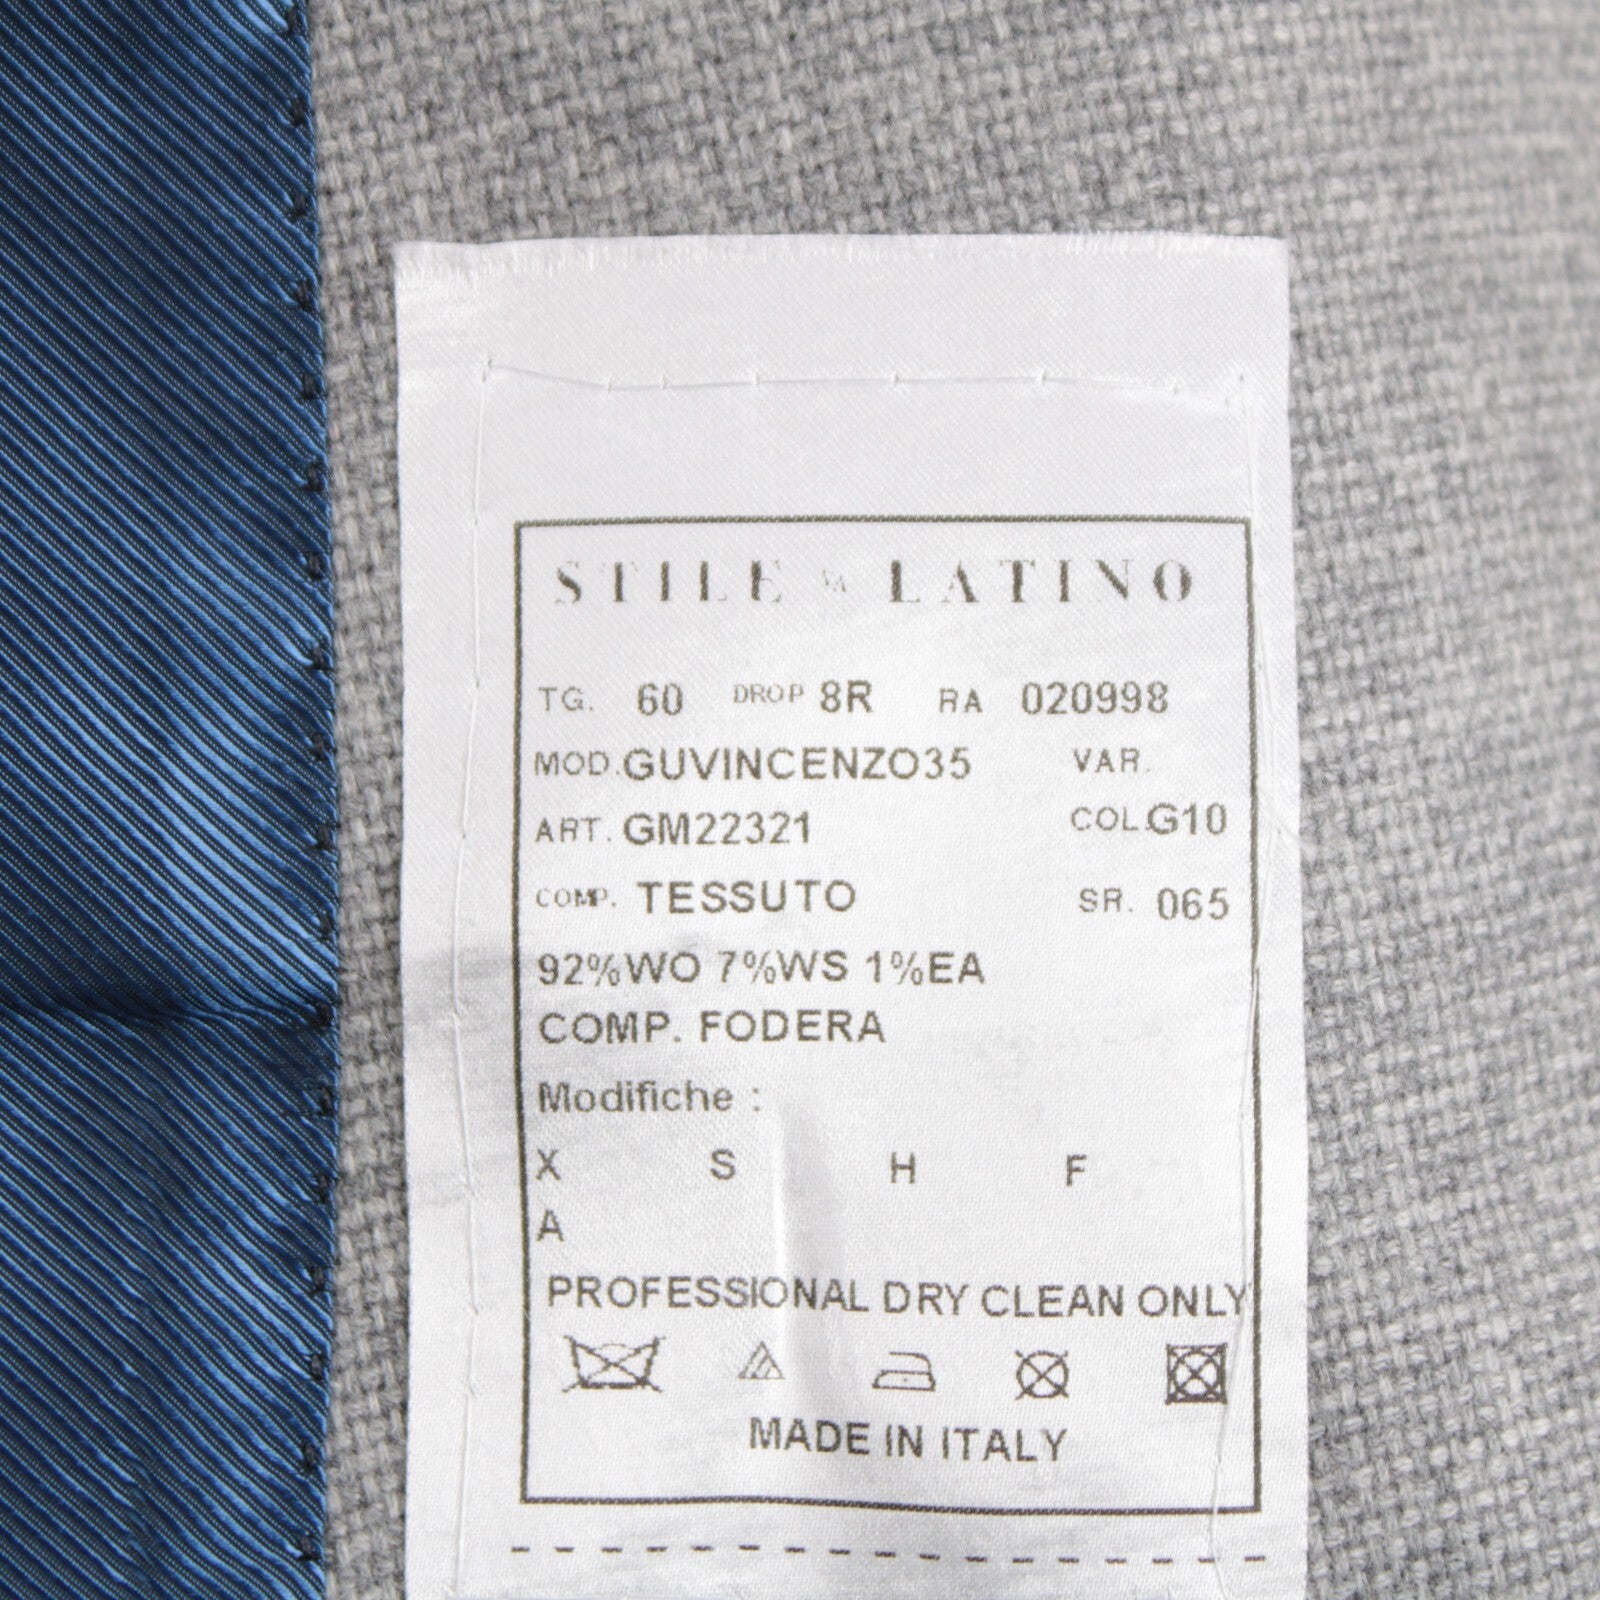 STILE LATINO
TG. 60 DROP 8R RA 020998
MOD. GUVINCENZO35 VAR.
ART. GM22321 COL. G10
COMP. TESSUTO SR. 065
92%WO 7%WS 1%EA
COMP. FODERA
Modifiche :
X S H F
A
PROFESSIONAL DRY CLEAN ONLY
MADE IN ITALY